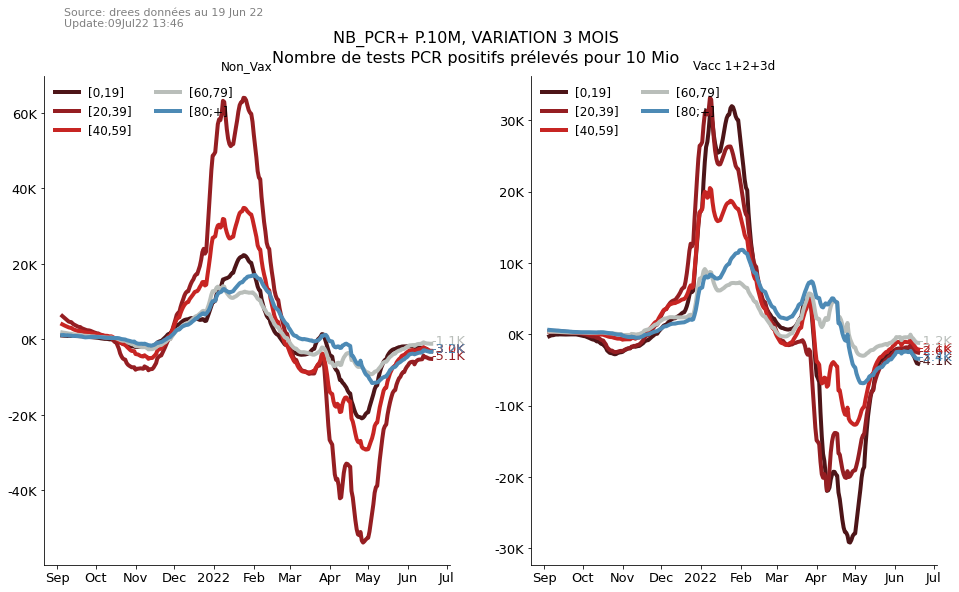 Source: drees données au 19 Jun 22
Update:09Jul22 13:46
NB_PCR+ P.10M, VARIATION 3 MOIS
Nombre de tests PCR positifs prélevés pour 10 Mio
Non_Vax
[0,19]
[20,39]
[40,59]
[60,79]
[80;+]
60K
40K
20K
0K
-20K
-40K
-1.1K
-5.1K
Sep Oct Nov Dec 2022 Feb Mar Apr May Jun Jul
Vacc 1+2+3d
[0,19]
[20,39]
[40,59]
[60,79]
[80;+]
30K
20K
10K
0K
-10K
-20K
-30K
-1.2K
-4.1K
Sep Oct Nov Dec 2022 Feb Mar Apr May Jun Jul